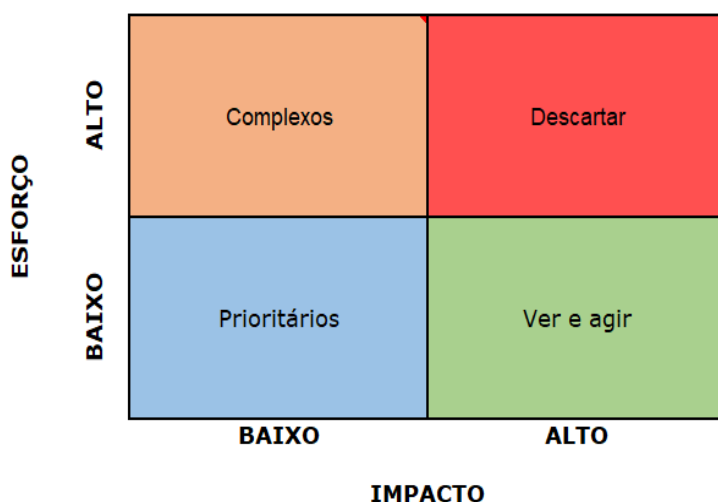 ESFORÇO
ALTO
Complexos
Descartar
BAIXO
Prioritários
Ver e agir
BAIXO
ALTO
IMPACTO